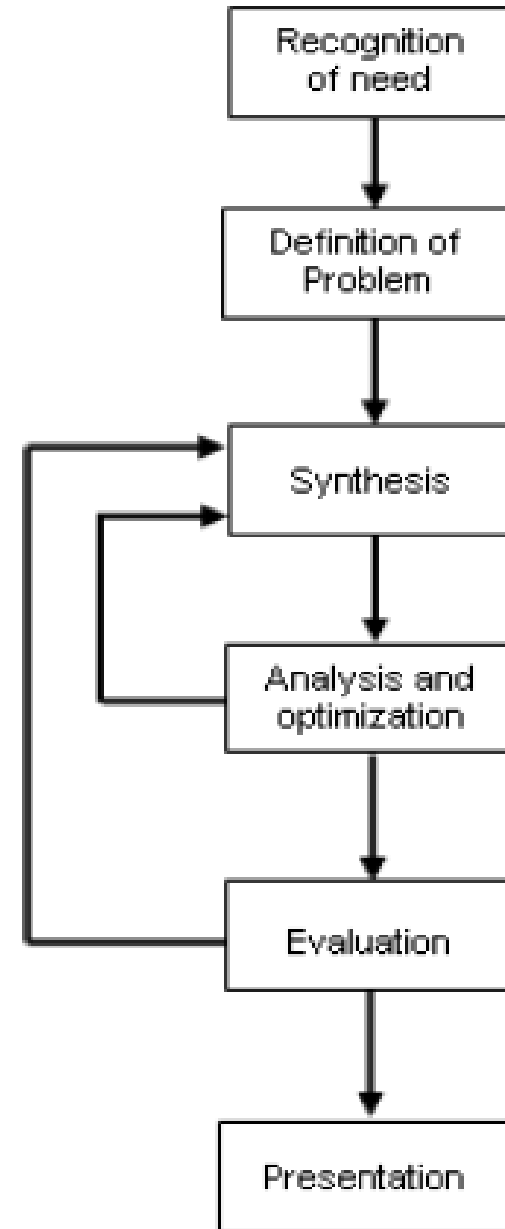 Recognition
of need
Definition of
Problem
Synthesis
Analysis and
optimization
Evaluation
Presentation